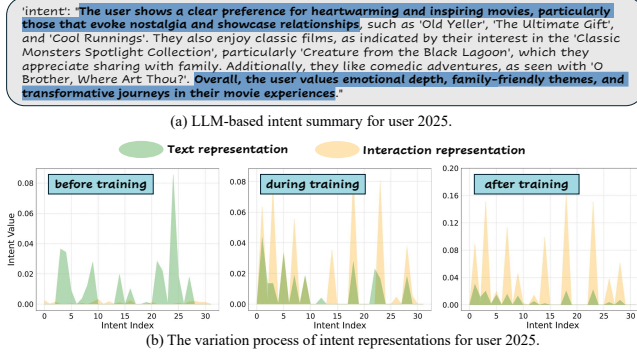 'intent': "The user shows a clear preference for heartwarming and inspiring movies, particularly
those that evoke nostalgia and showcase relationships, such as 'Old Yeller', 'The Ultimate Gift',
and 'Cool Runnings'. They also enjoy classic films, as indicated by their interest in the 'Classic
Monsters Spotlight Collection', particularly 'Creature from the Black Lagoon', which they
appreciate sharing with family. Additionally, they like comedic adventures, as seen with 'O
Brother, Where Art Thou?'. Overall, the user values emotional depth, family-friendly themes, and
transformative journeys in their movie experiences."
(a) LLM-based intent summary for user 2025.
Text representation Interaction representation
before training during training after training
Intent Value
0.08
0.06
0.04
0.02
0.00
0 5 10 15 20 25 30
Intent Index
0.08
0.06
0.04
0.02
0.00
0 5 10 15 20 25 30
Intent Index
0.20
0.16
0.12
0.08
0.04
0.00
0 5 10 15 20 25 30
Intent Index
(b) The variation process of intent representations for user 2025.